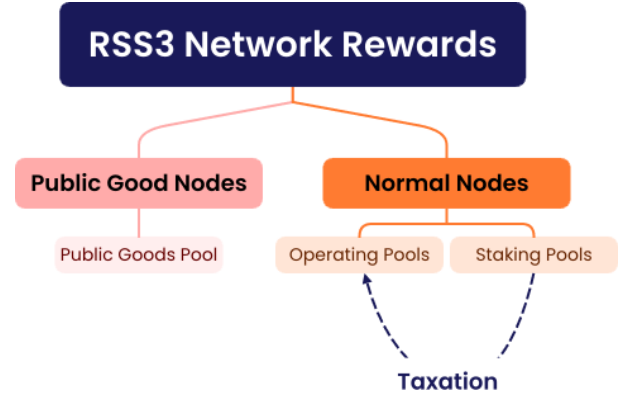 RSS3 Network Rewards
Public Good Nodes
Normal Nodes
Public Goods Pool
Operating Pools
Staking Pools
Taxation